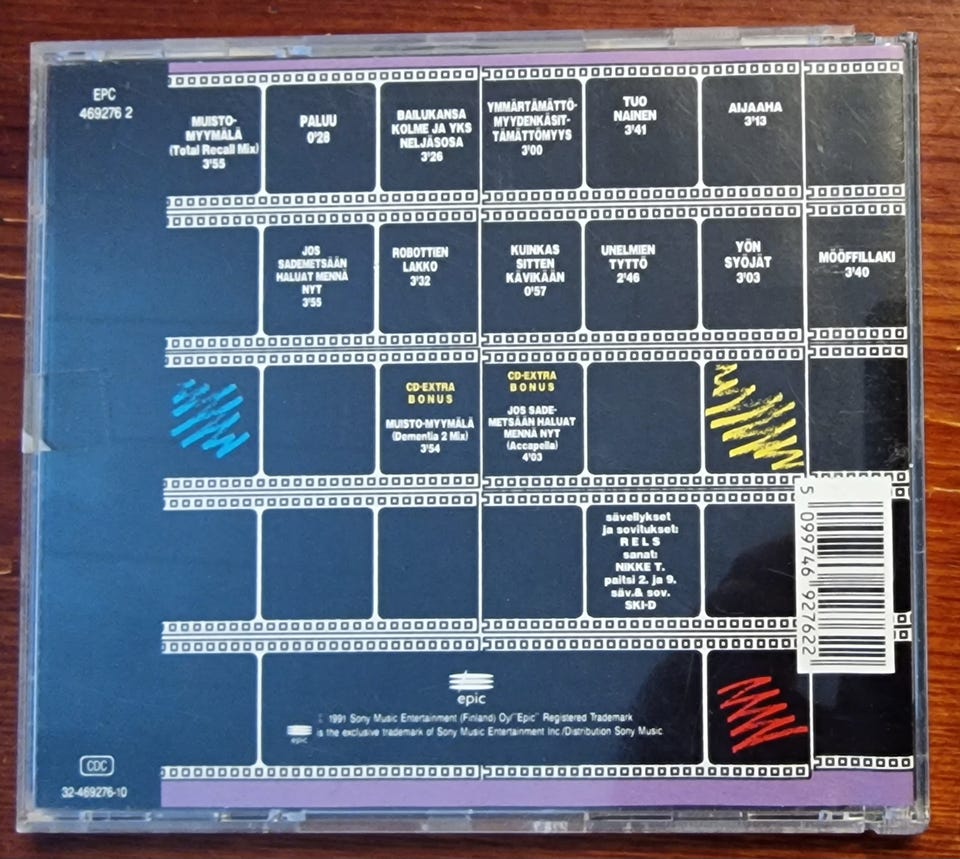 EPC
469276 2
MUISTO-
MYYMÄLÄ
(Total Recall Mix)
3'55
PALUU
0'28
BAILUKANSA
KOLME JA YKS
NELJÄSOSA
3'26
YMMÄRTÄMÄTTÖ-
MYYDENKÄSIT-
TÄMÄTTÖMYYS
3'00
TUO
NAINEN
3'41
AIJAAHA
3'13
JOS
SADEMETSÄÄN
HALUAT MENNÄ
NYT
3'55
ROBOTTIEN
LAKKO
3'32
KUINKAS
SITTEN
KÄVIKÄÄN
0'57
UNELMIEN
TYTTÖ
2'46
YÖN
SYÖJÄT
3'03
MÖÖFFILLAKI
3'40
CD-EXTRA
BONUS
MUISTO-MYYMÄLÄ
(Dementia 2 Mix)
3'54
CD-EXTRA
BONUS
JOS SADE-
METSÄÄN HALUAT
MENNÄ NYT
(Accapella)
4'03
sävellykset
ja sovitukset:
RELS
sanat:
NIKKE T.
paitsi 2. ja 9.
säv.& sov.
SKI-D
5 099746 927622
epic
1991 Sony Music Entertainment (Finland) Oy/"Epic" Registered Trademark
epic is the exclusive trademark of Sony Music Entertainment Inc./Distribution Sony Music
CDC
32-469276-10